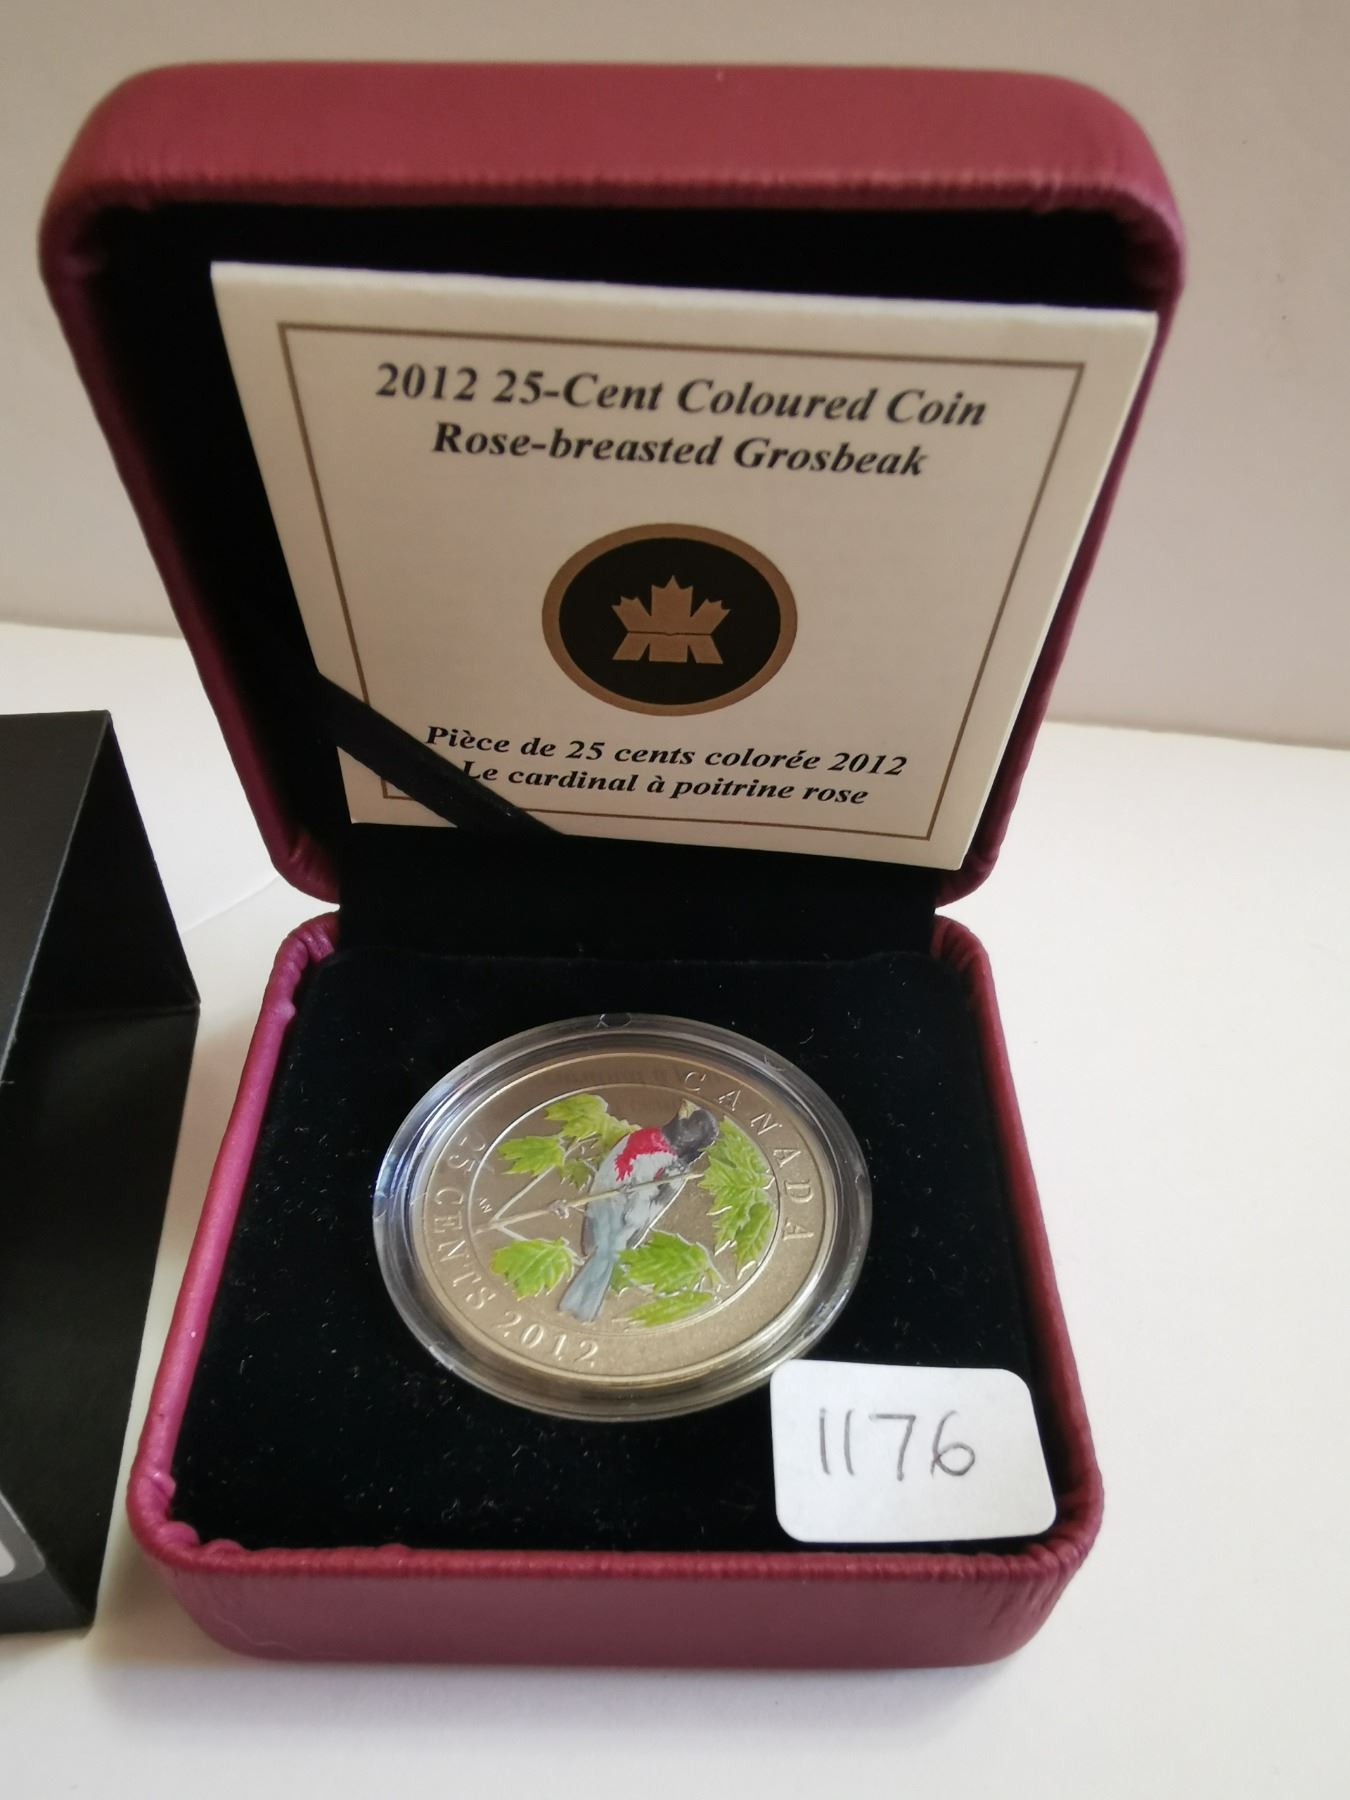 2012 25-Cent Coloured Coin
Rose-breasted Grosbeak
Pièce de 25 cents colorée 2012
Le cardinal à poitrine rose
CANADA
25 CENTS 2012
AW
1176